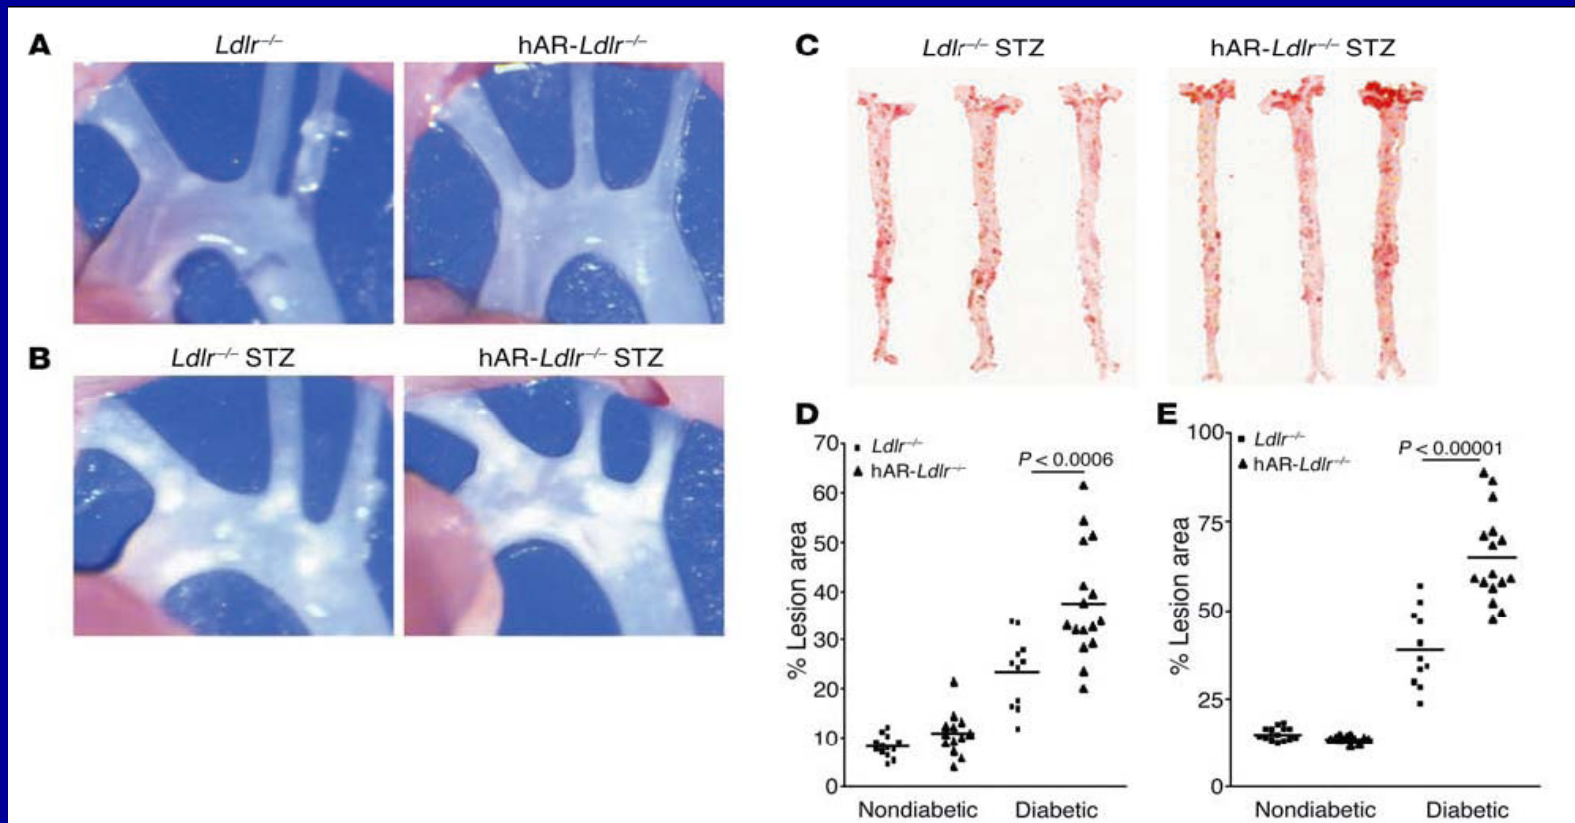 A
Ldlr–/–
hAR-Ldlr–/–
B
Ldlr–/– STZ
hAR-Ldlr–/– STZ
C
Ldlr–/– STZ
hAR-Ldlr–/– STZ
D
Ldlr–/–
hAR-Ldlr–/–
P < 0.0006
% Lesion area
70
60
50
40
30
20
10
0
Nondiabetic
Diabetic
E
Ldlr–/–
hAR-Ldlr–/–
P < 0.00001
% Lesion area
100
75
50
25
0
Nondiabetic
Diabetic